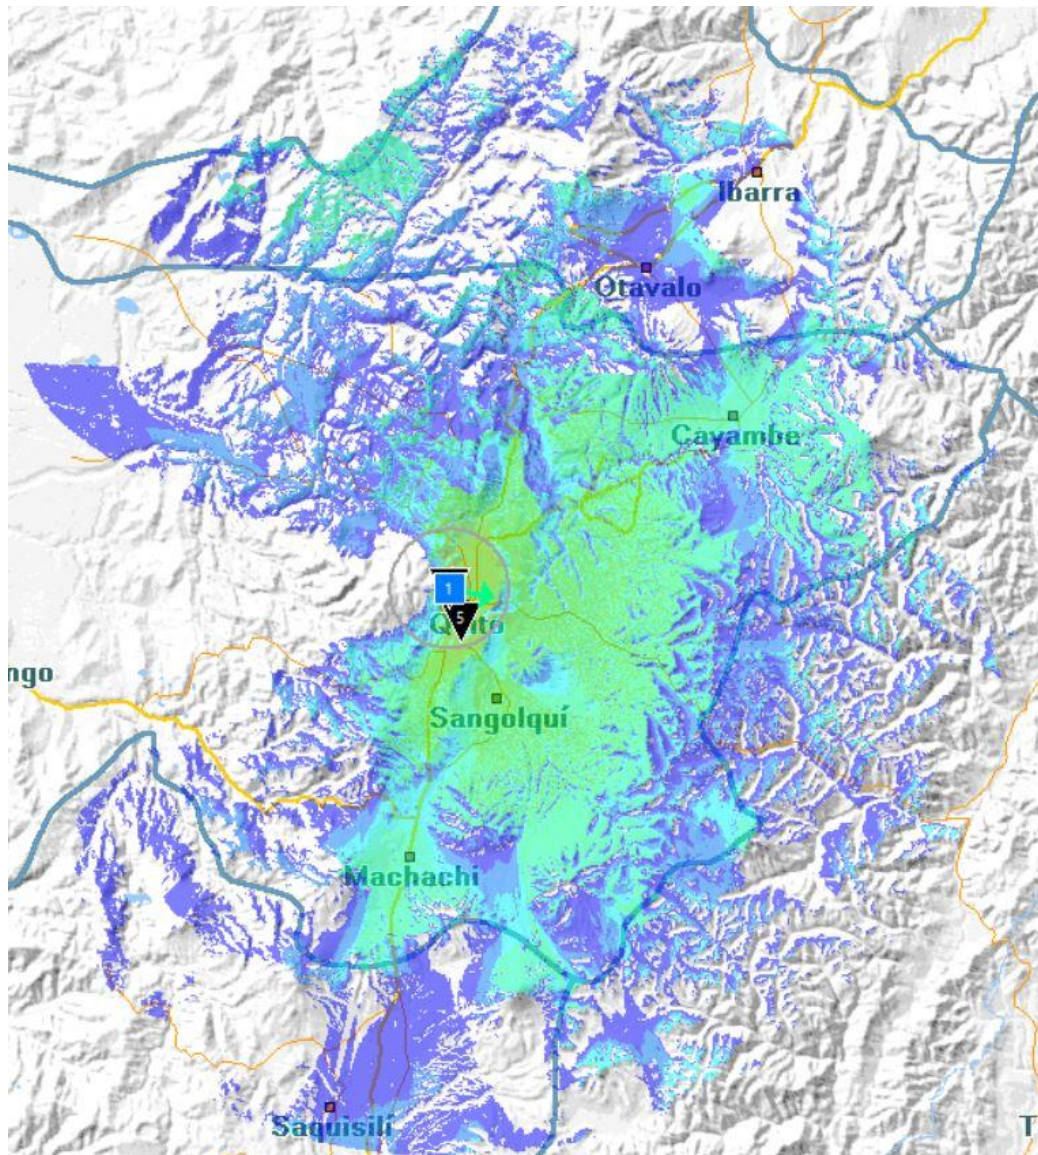 Ibarra
Otavalo
Cayambe
1
5
Quito
ngo
Sangolquí
Machachi
Saquisilí
T